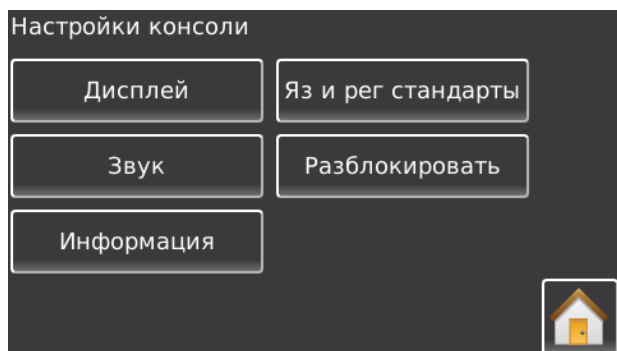 Настройки консоли
Дисплей
Яз и рег стандарты
Звук
Разблокировать
Информация